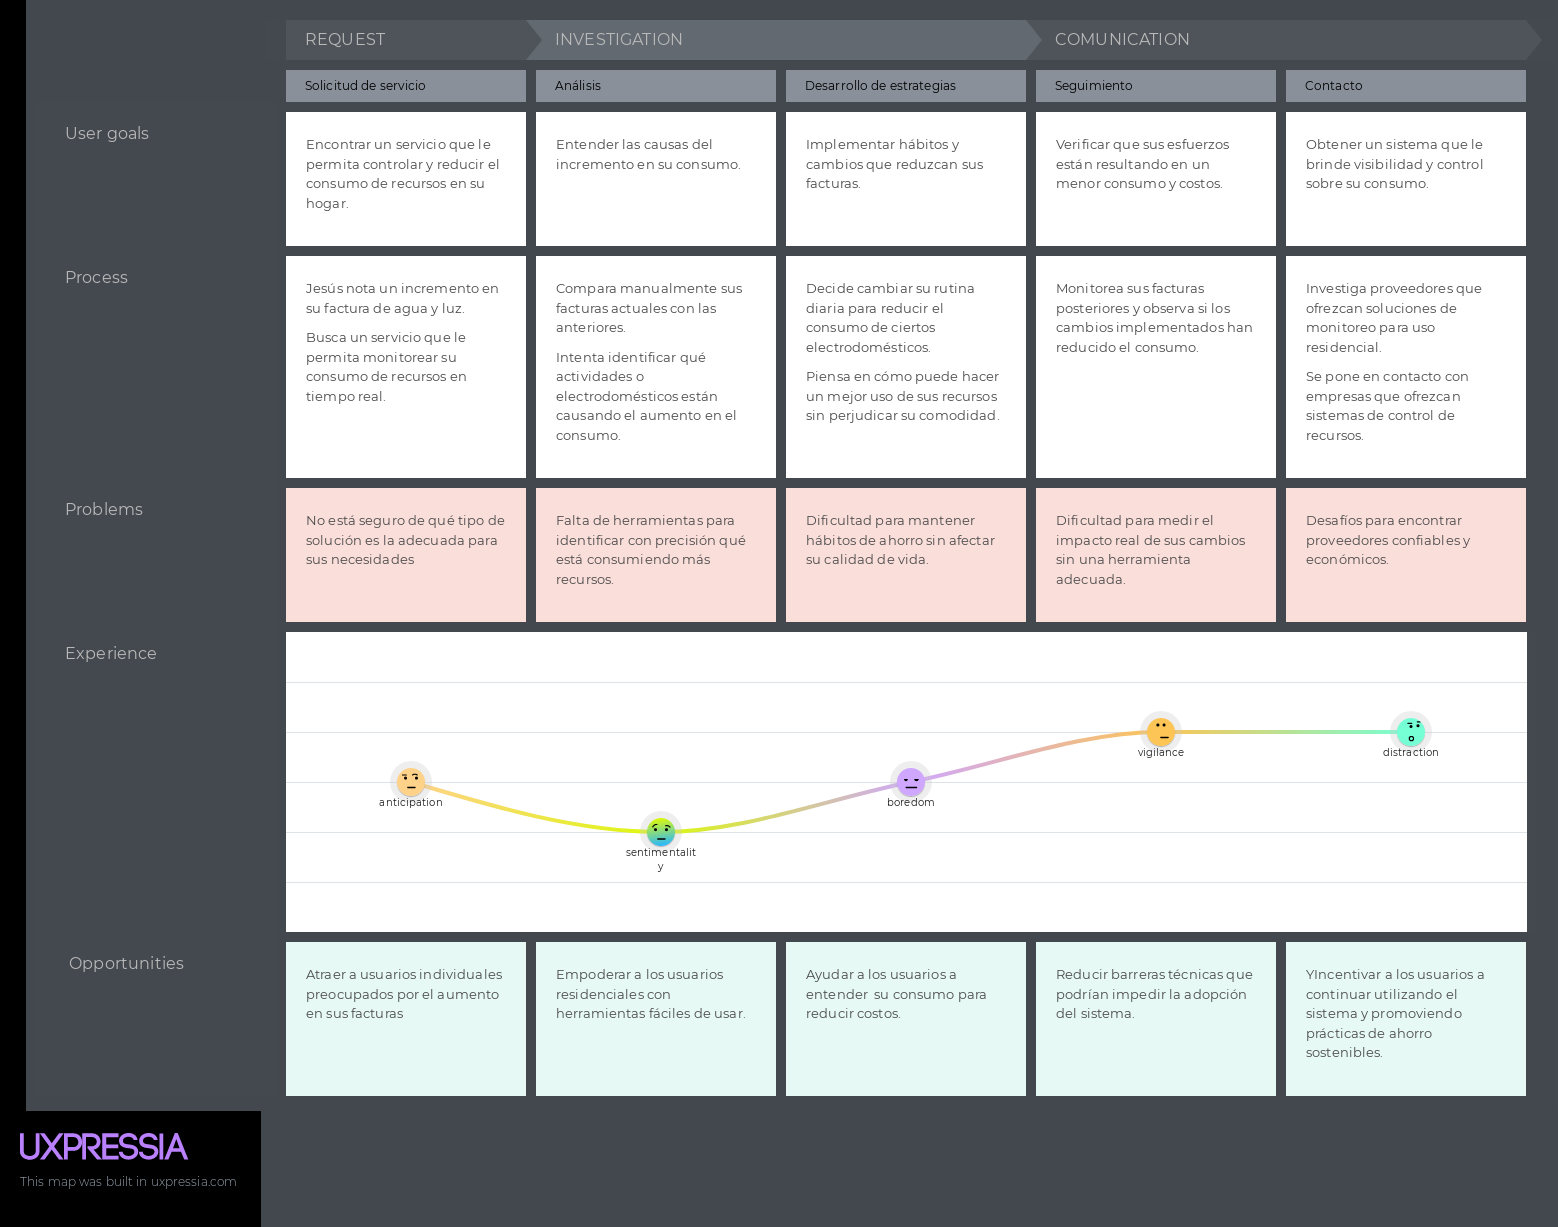 REQUEST
INVESTIGATION
COMUNICATION
Solicitud de servicio
Análisis
Desarrollo de estrategias
Seguimiento
Contacto
User goals
Encontrar un servicio que le
permita controlar y reducir el
consumo de recursos en su
hogar.
Entender las causas del
incremento en su consumo.
Implementar hábitos y
cambios que reduzcan sus
facturas.
Verificar que sus esfuerzos
están resultando en un
menor consumo y costos.
Obtener un sistema que le
brinde visibilidad y control
sobre su consumo.
Process
Jesús nota un incremento en
su factura de agua y luz.
Busca un servicio que le
permita monitorear su
consumo de recursos en
tiempo real.
Compara manualmente sus
facturas actuales con las
anteriores.
Intenta identificar qué
actividades o
electrodomésticos están
causando el aumento en el
consumo.
Decide cambiar su rutina
diaria para reducir el
consumo de ciertos
electrodomésticos.
Piensa en cómo puede hacer
un mejor uso de sus recursos
sin perjudicar su comodidad.
Monitorea sus facturas
posteriores y observa si los
cambios implementados han
reducido el consumo.
Investiga proveedores que
ofrezcan soluciones de
monitoreo para uso
residencial.
Se pone en contacto con
empresas que ofrezcan
sistemas de control de
recursos.
Problems
No está seguro de qué tipo de
solución es la adecuada para
sus necesidades
Falta de herramientas para
identificar con precisión qué
está consumiendo más
recursos.
Dificultad para mantener
hábitos de ahorro sin afectar
su calidad de vida.
Dificultad para medir el
impacto real de sus cambios
sin una herramienta
adecuada.
Desafíos para encontrar
proveedores confiables y
económicos.
Experience
anticipation
sentimentalit
y
boredom
vigilance
distraction
Opportunities
Atraer a usuarios individuales
preocupados por el aumento
en sus facturas
Empoderar a los usuarios
residenciales con
herramientas fáciles de usar.
Ayudar a los usuarios a
entender su consumo para
reducir costos.
Reducir barreras técnicas que
podrían impedir la adopción
del sistema.
YIncentivar a los usuarios a
continuar utilizando el
sistema y promoviendo
prácticas de ahorro
sostenibles.
UXPRESSIA
This map was built in uxpressia.com